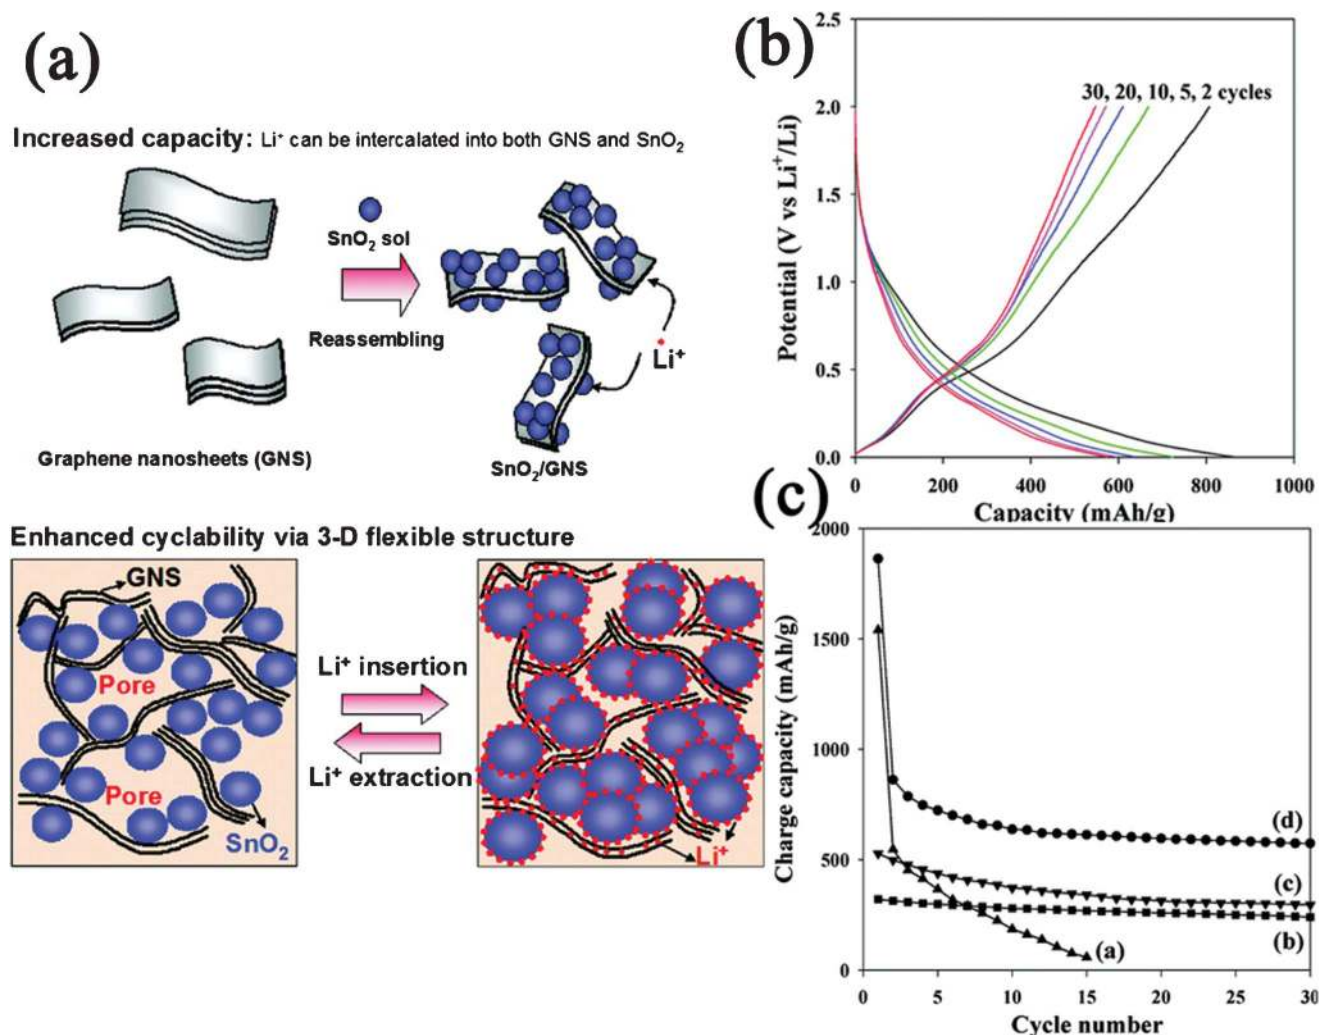 (a)
Increased capacity: Li⁺ can be intercalated into both GNS and SnO₂
SnO₂ sol
Reassembling
Li⁺
Graphene nanosheets (GNS)
SnO₂/GNS
Enhanced cyclability via 3-D flexible structure
GNS
Pore
Pore
SnO₂
Li⁺ insertion
Li⁺ extraction
Li⁺
(b)
2.5
2.0
1.5
1.0
0.5
0.0
Potential (V vs Li⁺/Li)
30, 20, 10, 5, 2 cycles
0
200
400
600
800
1000
Capacity (mAh/g)
(c)
2000
1500
1000
500
0
Charge capacity (mAh/g)
(d)
(c)
(b)
(a)
0
5
10
15
20
25
30
Cycle number